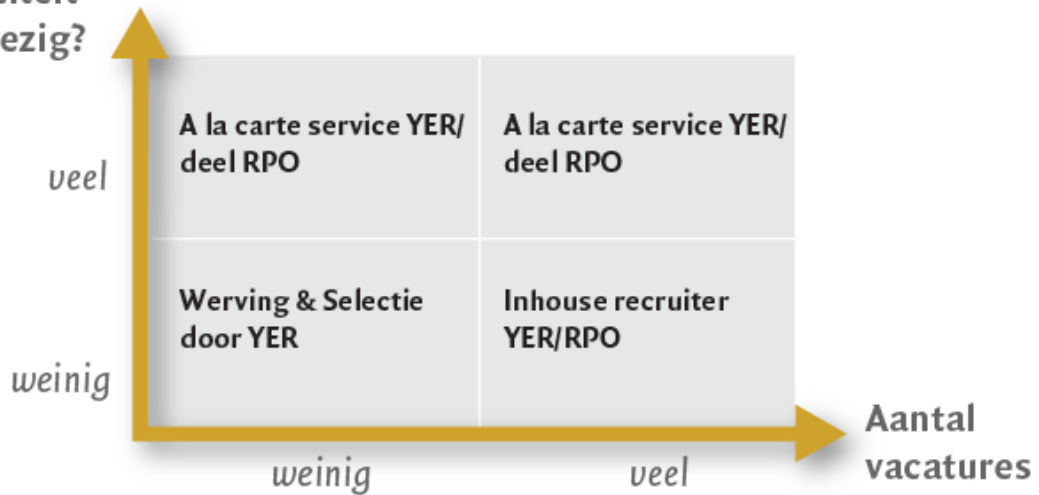 ezig?
A la carte service YER/
deel RPO
A la carte service YER/
deel RPO
veel
Werving & Selectie
door YER
Inhouse recruiter
YER/RPO
weinig
Aantal
vacatures
weinig
veel